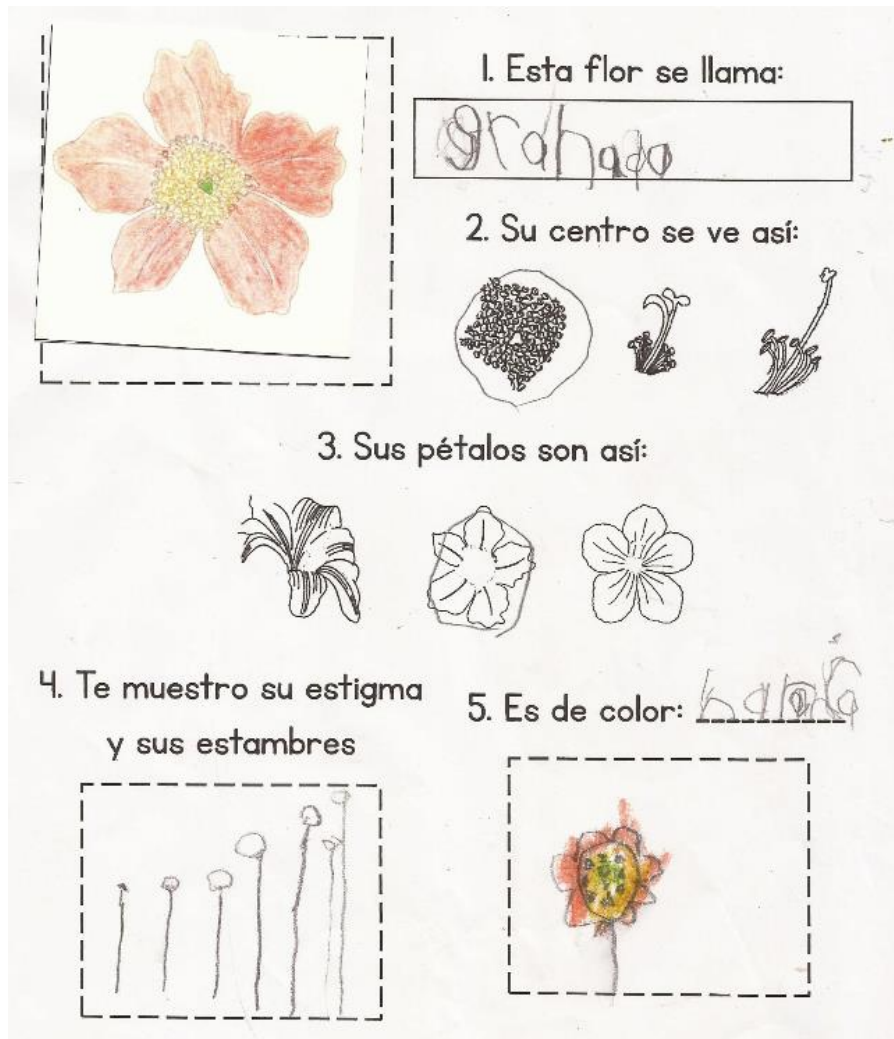 1. Esta flor se llama:
granado
2. Su centro se ve así:
3. Sus pétalos son así:
4. Te muestro su estigma
y sus estambres
5. Es de color: